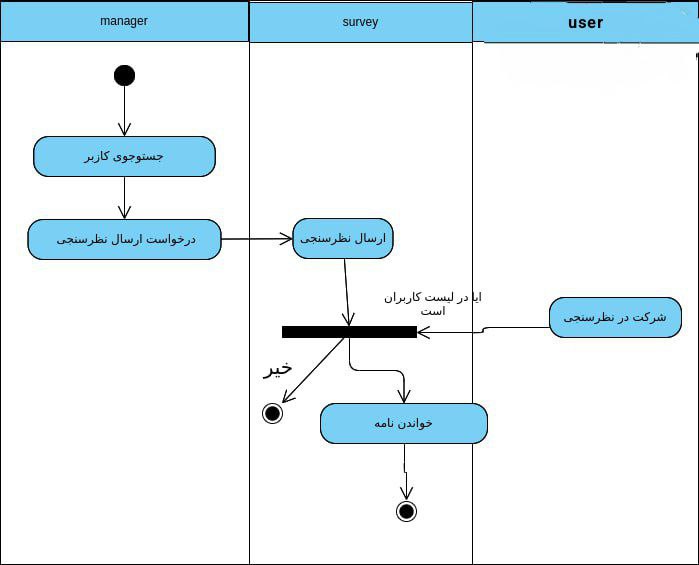 manager
survey
user
جستوجوی کازبر
درخواست ارسال نظرسنجی
ارسال نظرسنجی
ایا در لیست کاربران
است
شرکت در نظرسنجی
خیر
خواندن نامه